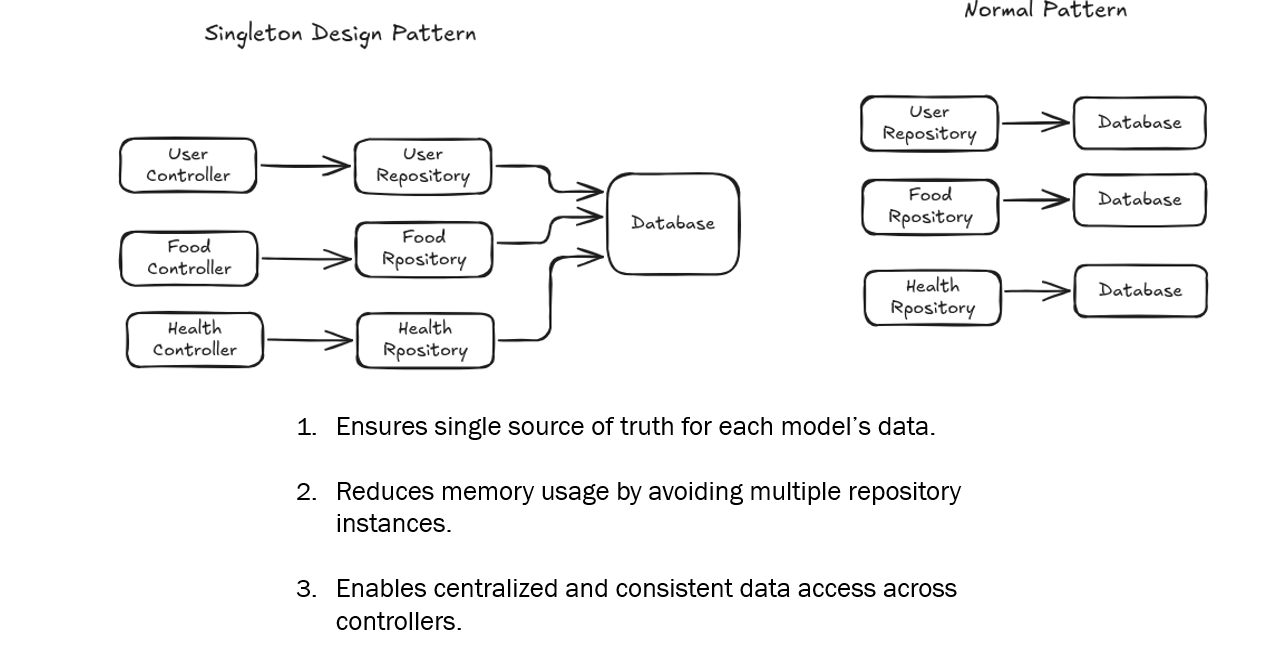 Singleton Design Pattern
User
Controller
User
Repository
Food
Controller
Food
Rpository
Health
Controller
Health
Rpository
Database
Normal Pattern
User
Repository
Database
Food
Rpository
Database
Health
Rpository
Database
1. Ensures single source of truth for each model’s data.
2. Reduces memory usage by avoiding multiple repository
instances.
3. Enables centralized and consistent data access across
controllers.